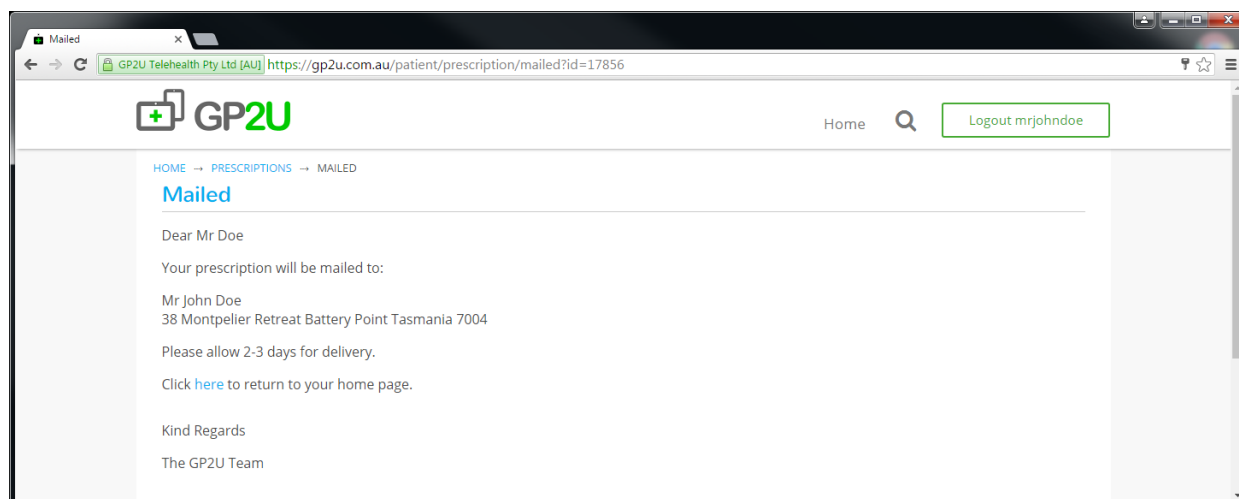 Mailed
GP2U Telehealth Pty Ltd [AU] https://gp2u.com.au/patient/prescription/mailed?id=17856
GP2U
Home
Logout mrjohndoe
HOME → PRESCRIPTIONS → MAILED
Mailed
Dear Mr Doe
Your prescription will be mailed to:
Mr John Doe
38 Montpelier Retreat Battery Point Tasmania 7004
Please allow 2-3 days for delivery.
Click here to return to your home page.
Kind Regards
The GP2U Team